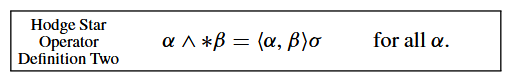 Hodge Star
Operator
Definition Two
α ∧ ∗β = ⟨α, β⟩σ for all α.